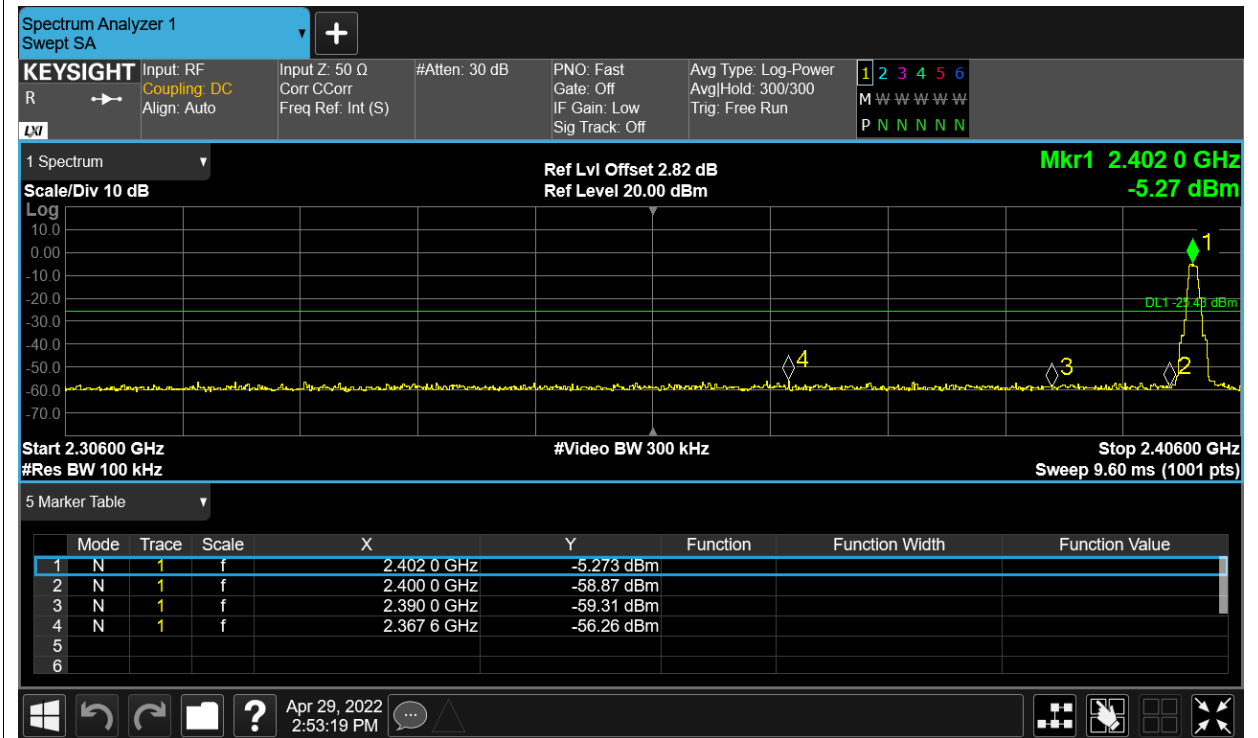 Spectrum Analyzer 1
Swept SA
KEYSIGHT
R
LXI
Input: RF
Coupling: DC
Align: Auto
Input Z: 50 Ω
Corr CCorr
Freq Ref: Int (S)
#Atten: 30 dB
PNO: Fast
Gate: Off
IF Gain: Low
Sig Track: Off
Avg Type: Log-Power
Avg|Hold: 300/300
Trig: Free Run
1 2 3 4 5 6
M W W W W W
P N N N N N
1 Spectrum
Scale/Div 10 dB
Ref Lvl Offset 2.82 dB
Ref Level 20.00 dBm
Mkr1 2.402 0 GHz
-5.27 dBm
Log
10.0
0.00
-10.0
-20.0
-30.0
-40.0
-50.0
-60.0
-70.0
1
DL1 -25.43 dBm
4
3
2
Start 2.30600 GHz
#Video BW 300 kHz
Stop 2.40600 GHz
#Res BW 100 kHz
Sweep 9.60 ms (1001 pts)
5 Marker Table
Mode Trace Scale X Y Function Function Width Function Value
1 N 1 f 2.402 0 GHz -5.273 dBm
2 N 1 f 2.400 0 GHz -58.87 dBm
3 N 1 f 2.390 0 GHz -59.31 dBm
4 N 1 f 2.367 6 GHz -56.26 dBm
5
6
?
Apr 29, 2022
2:53:19 PM